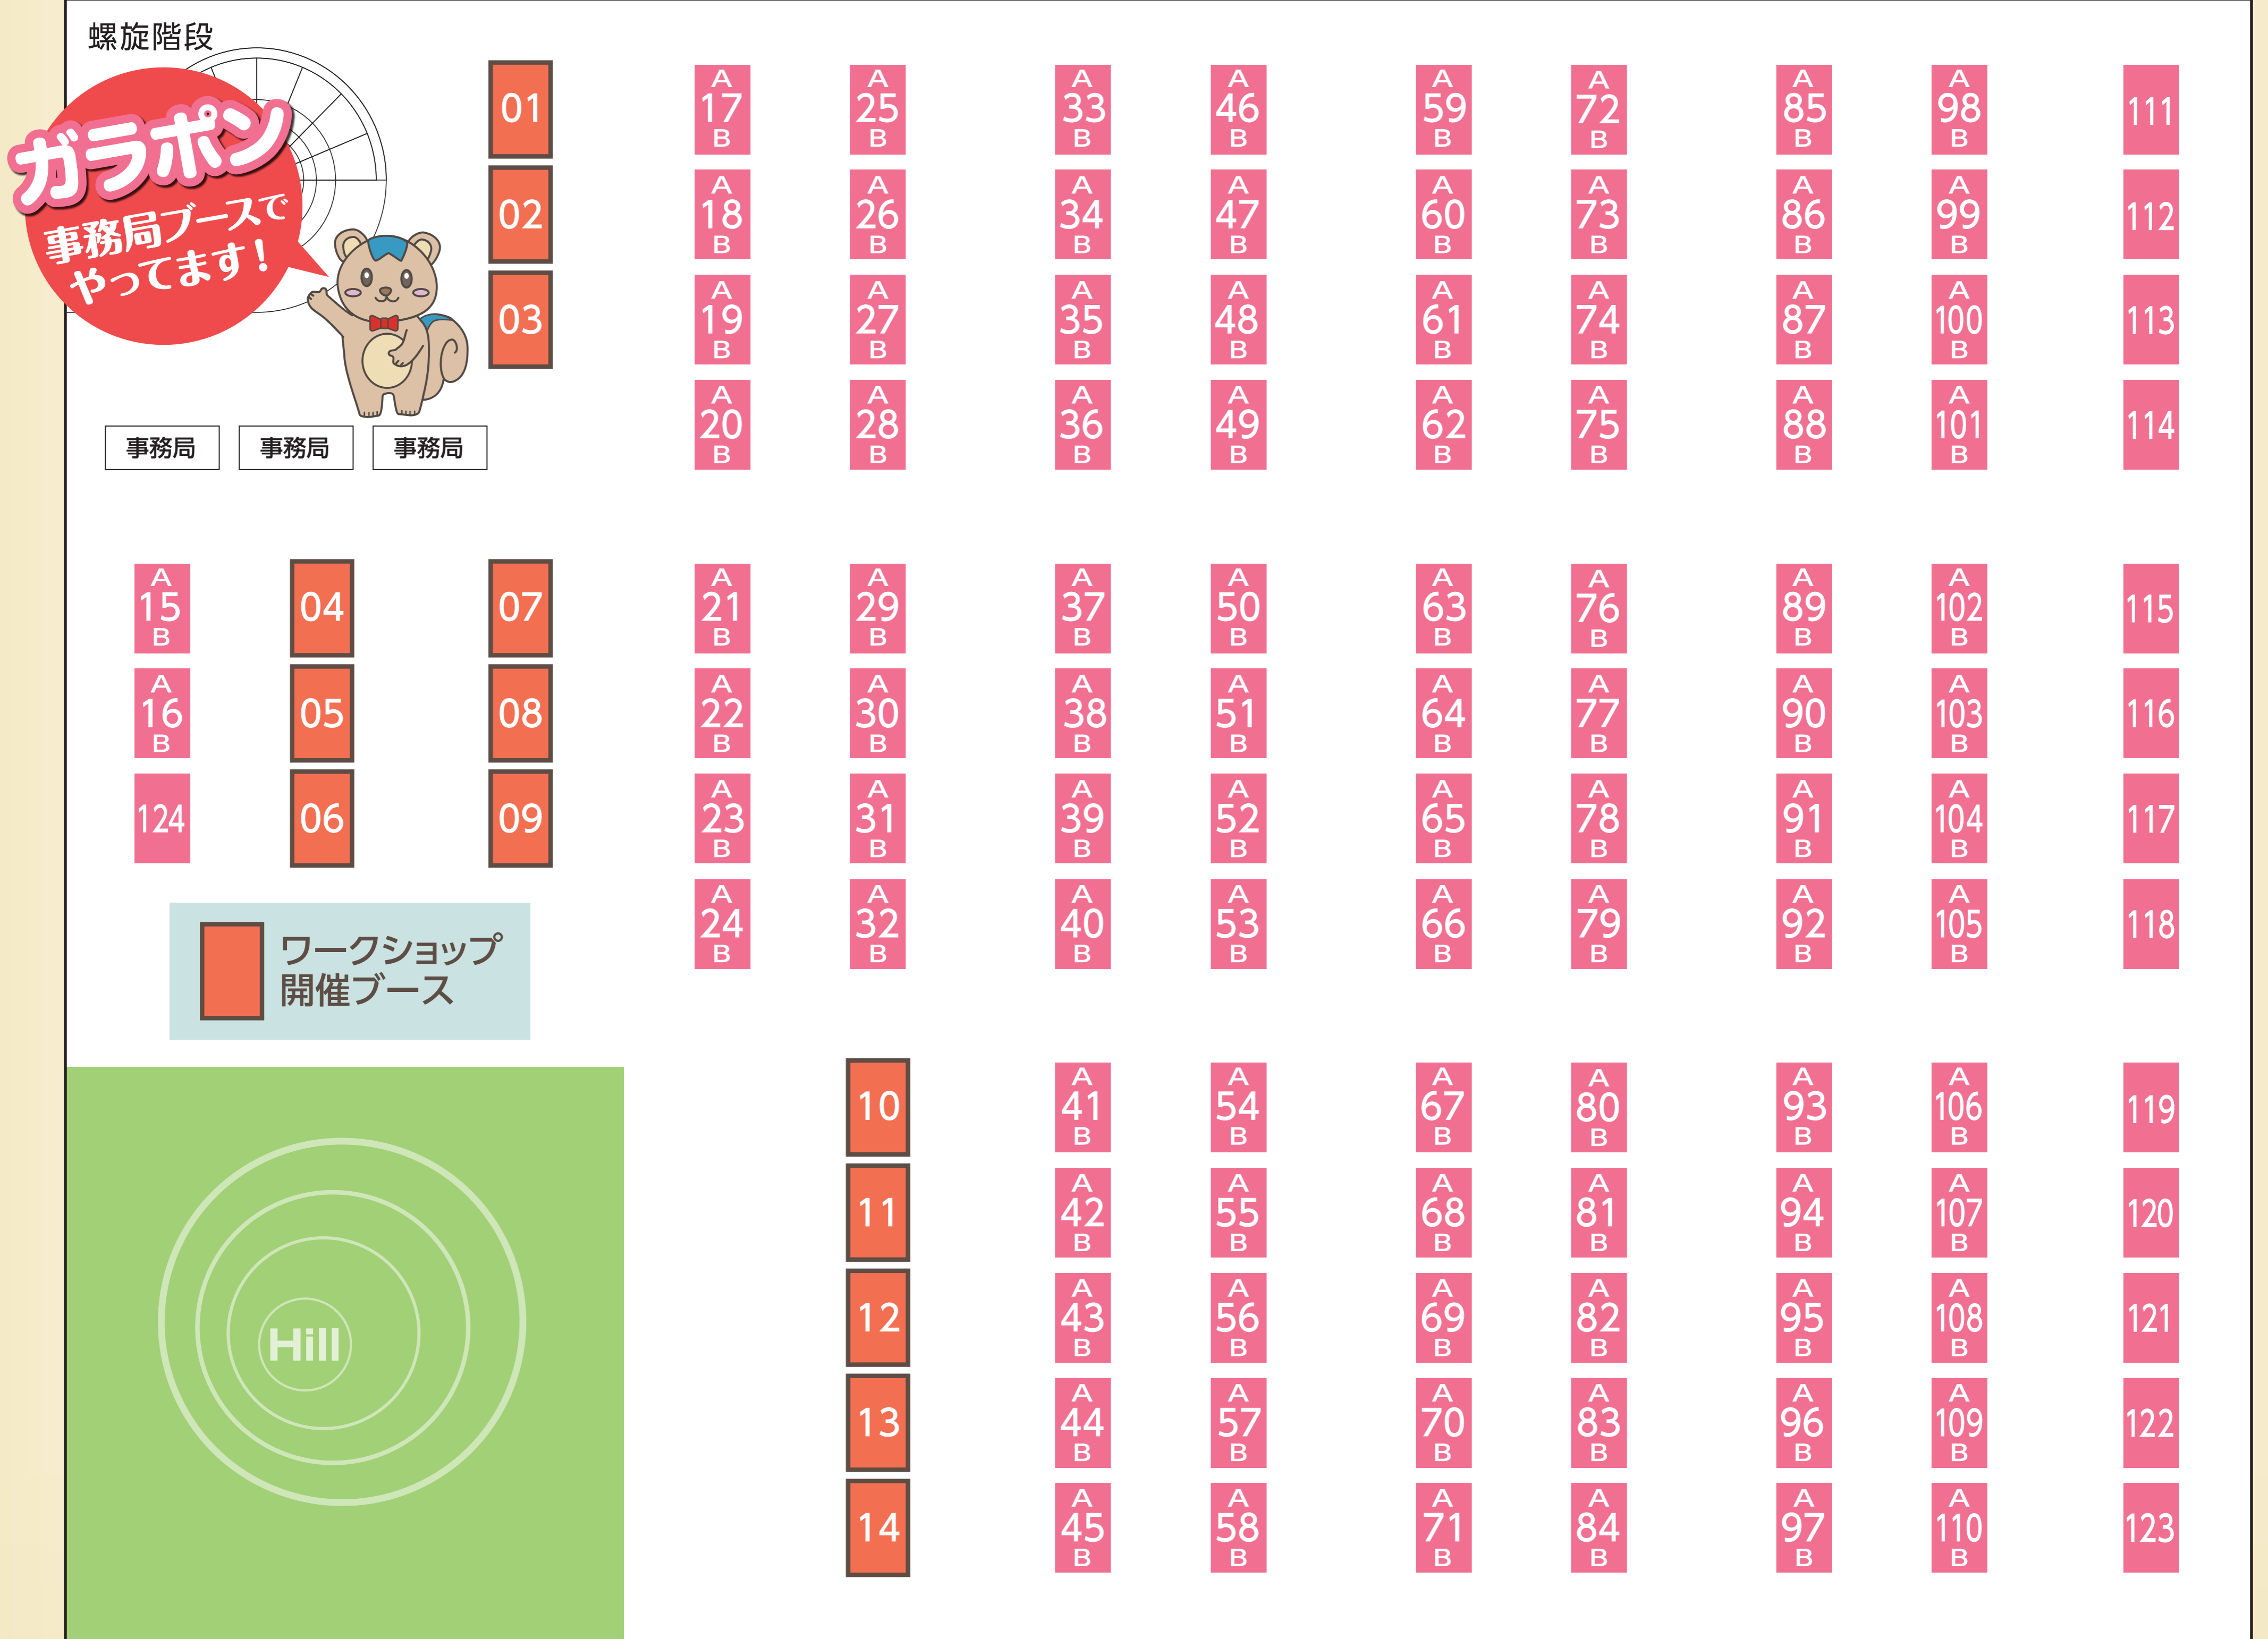 螺旋階段
ガラポン
事務局ブースで
やってます！
事務局 事務局 事務局
01
02
03
A 17 B A 25 B A 33 B A 46 B A 59 B A 72 B A 85 B A 98 B 111
A 18 B A 26 B A 34 B A 47 B A 60 B A 73 B A 86 B A 99 B 112
A 19 B A 27 B A 35 B A 48 B A 61 B A 74 B A 87 B A 100 B 113
A 20 B A 28 B A 36 B A 49 B A 62 B A 75 B A 88 B A 101 B 114
A 15 B 04 07 A 21 B A 29 B A 37 B A 50 B A 63 B A 76 B A 89 B A 102 B 115
A 16 B 05 08 A 22 B A 30 B A 38 B A 51 B A 64 B A 77 B A 90 B A 103 B 116
124 06 09 A 23 B A 31 B A 39 B A 52 B A 65 B A 78 B A 91 B A 104 B 117
A 24 B A 32 B A 40 B A 53 B A 66 B A 79 B A 92 B A 105 B 118
ワークショップ
開催ブース
10 A 41 B A 54 B A 67 B A 80 B A 93 B A 106 B 119
11 A 42 B A 55 B A 68 B A 81 B A 94 B A 107 B 120
12 A 43 B A 56 B A 69 B A 82 B A 95 B A 108 B 121
13 A 44 B A 57 B A 70 B A 83 B A 96 B A 109 B 122
14 A 45 B A 58 B A 71 B A 84 B A 97 B A 110 B 123
Hill